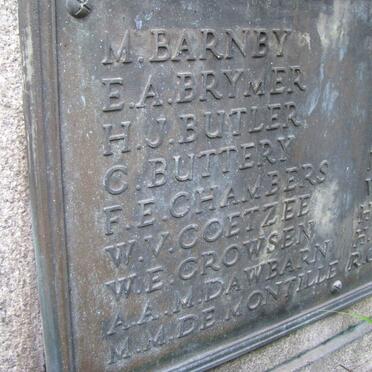 M. BARNBY
E. A. BRYMER
H. J. BUTLER
C. BUTTERY
F. E. CHAMBERS
W. V. COETZEE
W. E. CROWSEN
A. A. M. DAWBARN
M. M. DE MONTILLE